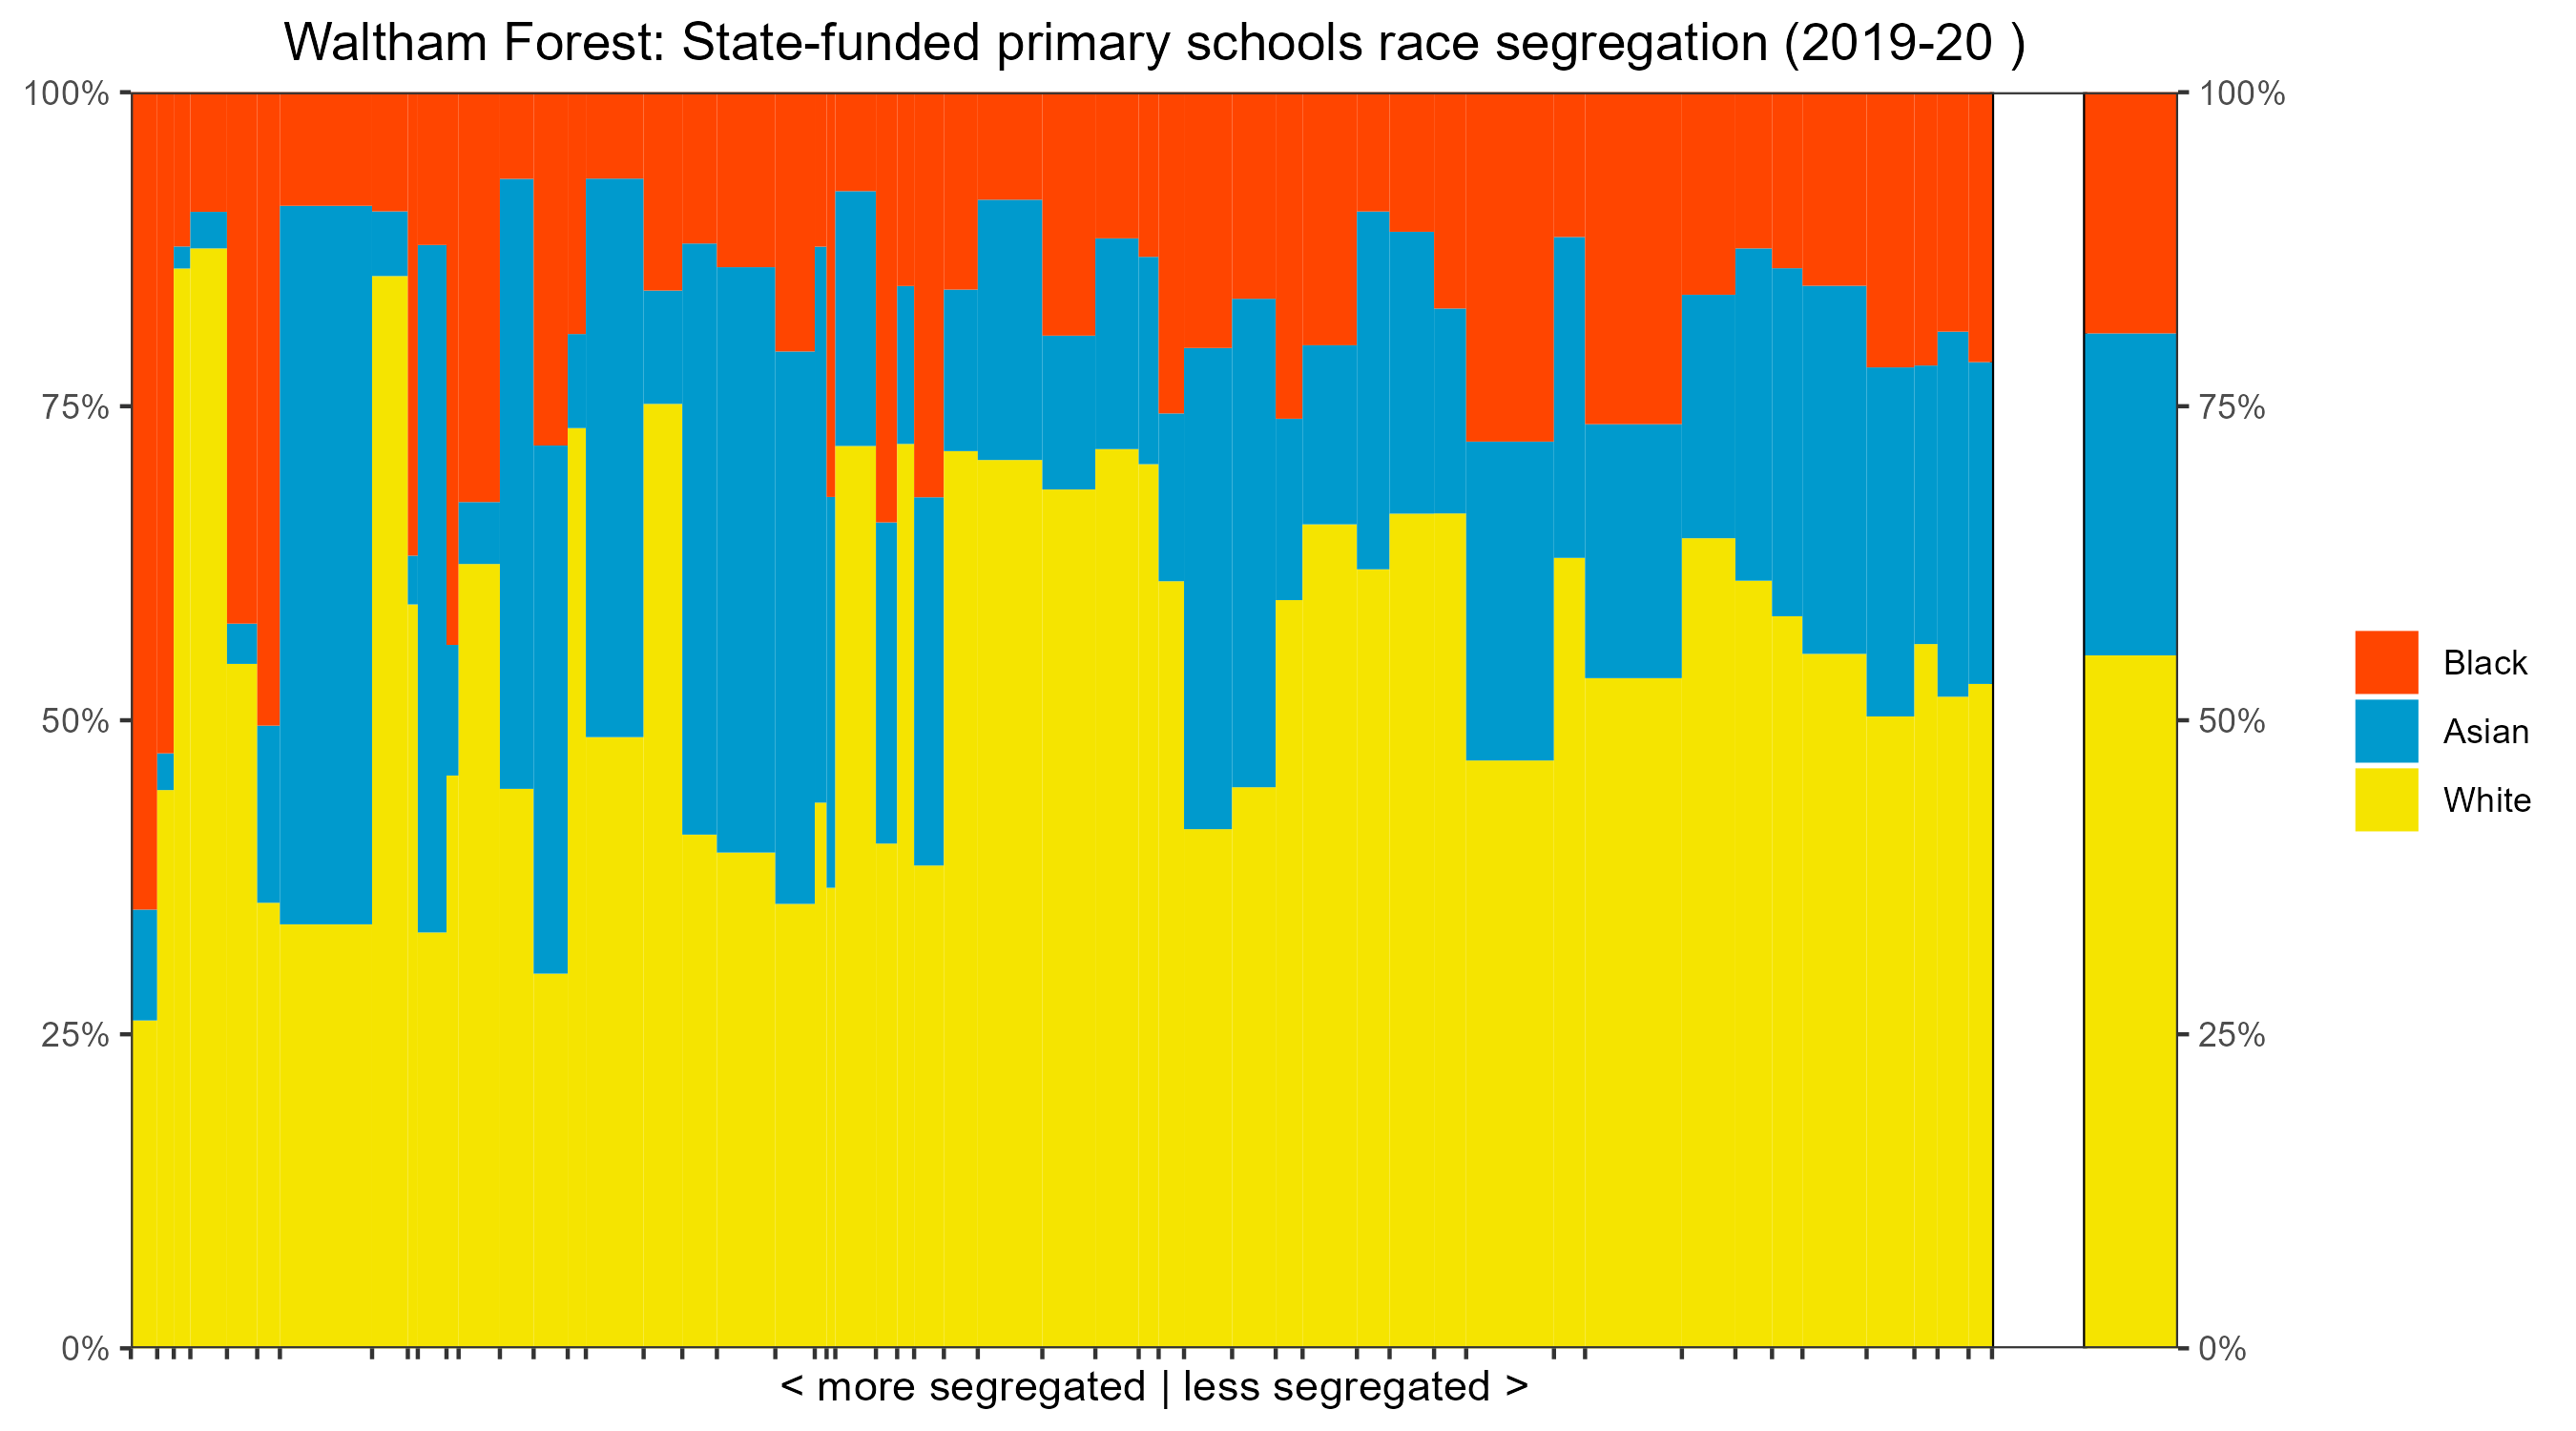 Waltham Forest: State-funded primary schools race segregation (2019-20 )
100%
75%
50%
25%
0%
100%
75%
50%
25%
0%
Black
Asian
White
< more segregated | less segregated >